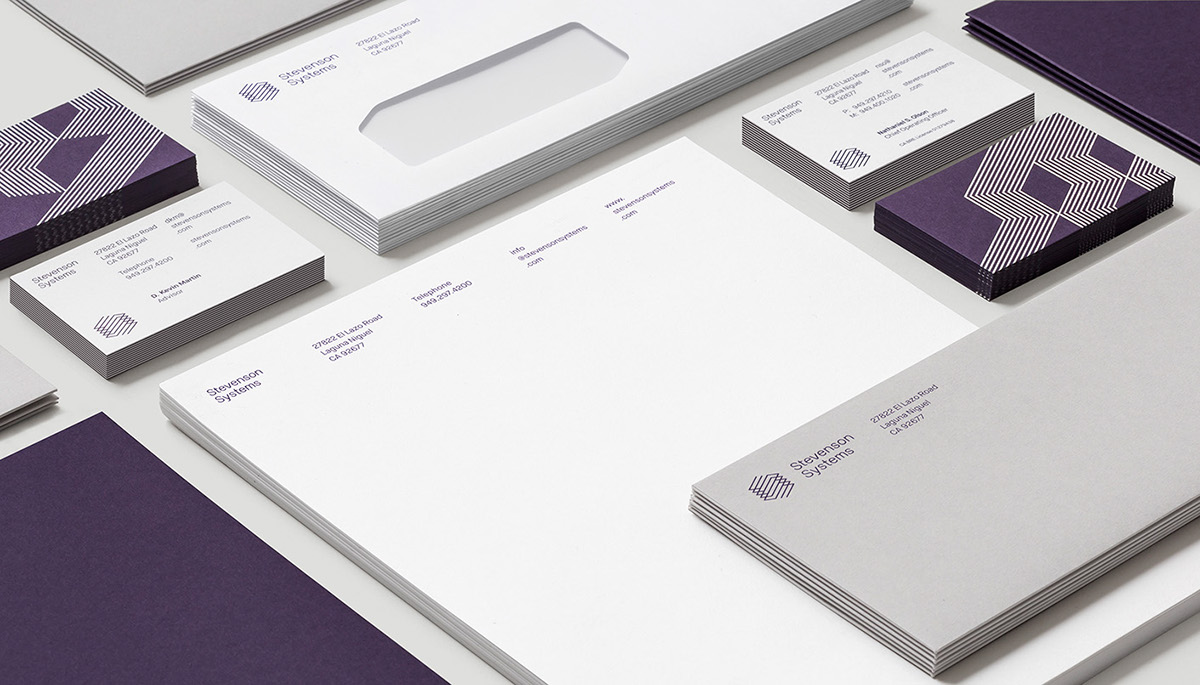 Stevenson
Systems
27822 El Lazo Road
Laguna Niguel
CA 92677
Stevenson
Systems
27822 El Lazo Road
Laguna Niguel
CA 92677
P: 949.297.4210
M: 949.400.1020
nso@
stevensonsystems
.com
stevensonsystems
.com
Nathaniel S. Olson
Chief Operating Officer
Stevenson
Systems
27822 El Lazo Road
Laguna Niguel
CA 92677
Telephone
949.297.4200
dkm@
stevensonsystems
.com
stevensonsystems
.com
D. Kevin Martin
Advisor
Stevenson
Systems
27822 El Lazo Road
Laguna Niguel
CA 92677
Telephone
949.297.4200
info
@stevensonsystems
.com
www.
stevensonsystems
.com
Stevenson
Systems
27822 El Lazo Road
Laguna Niguel
CA 92677